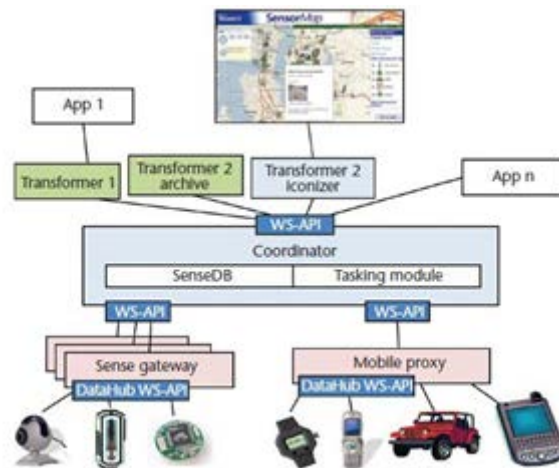 SensorMap
App 1
Transformer 1
Transformer 2
archive
Transformer 2
iconizer
App n
WS-API
Coordinator
SenseDB
Tasking module
WS-API
WS-API
Sense gateway
Mobile proxy
DataHub WS-API
DataHub WS-API